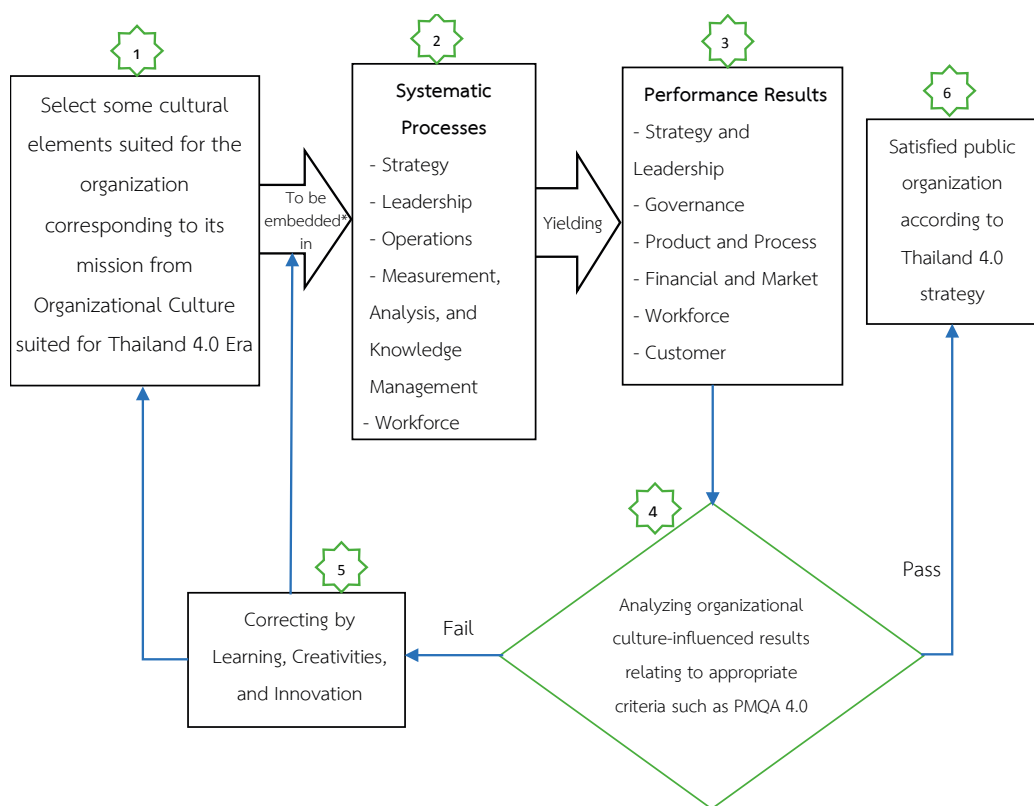 1
Select some cultural
elements suited for the
organization
corresponding to its
mission from
Organizational Culture
suited for Thailand 4.0 Era
To be
embedded*
in
2
Systematic
Processes
- Strategy
- Leadership
- Operations
- Measurement,
Analysis, and
Knowledge
Management
- Workforce
Yielding
3
Performance Results
- Strategy and
Leadership
- Governance
- Product and Process
- Financial and Market
- Workforce
- Customer
6
Satisfied public
organization
according to
Thailand 4.0
strategy
4
Analyzing organizational
culture-influenced results
relating to appropriate
criteria such as PMQA 4.0
Pass
Fail
5
Correcting by
Learning, Creativities,
and Innovation